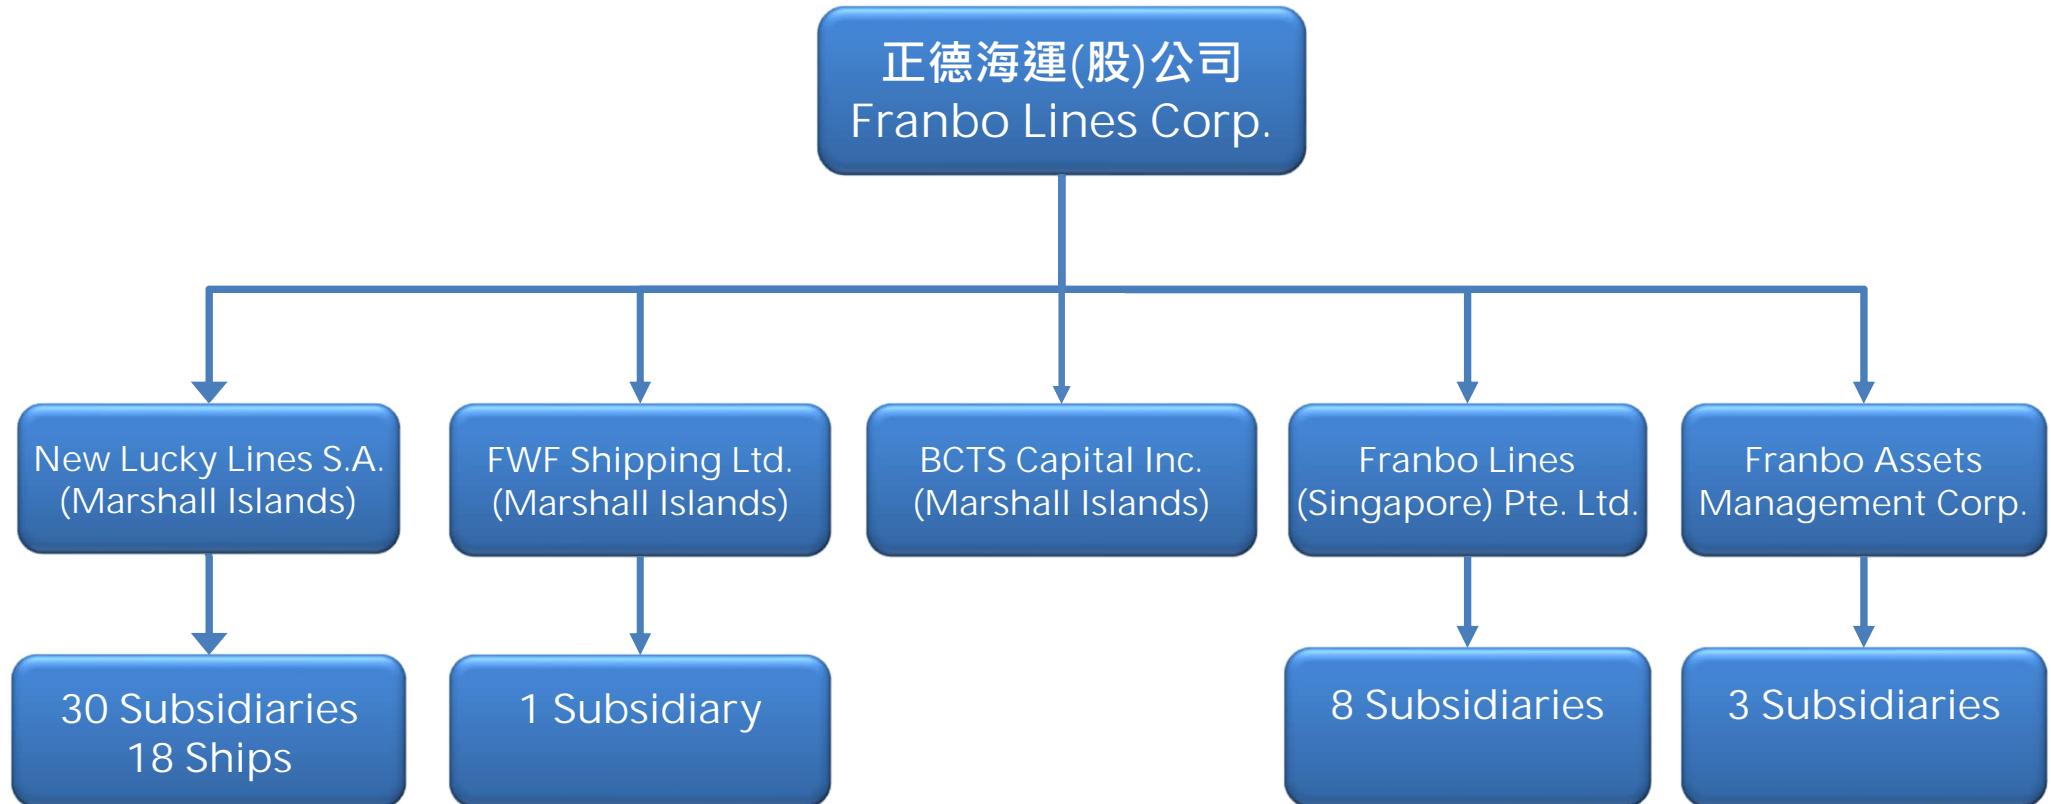 正德海運(股)公司
Franbo Lines Corp.
New Lucky Lines S.A.
(Marshall Islands)
FWF Shipping Ltd.
(Marshall Islands)
BCTS Capital Inc.
(Marshall Islands)
Franbo Lines
(Singapore) Pte. Ltd.
Franbo Assets
Management Corp.
30 Subsidiaries
18 Ships
1 Subsidiary
8 Subsidiaries
3 Subsidiaries